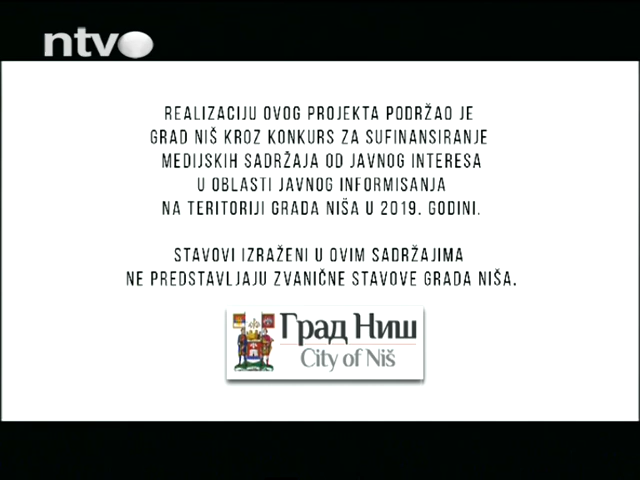 ntv
REALIZACIJU OVOG PROJEKTA PODRŽAO JE
GRAD NIŠ KROZ KONKURS ZA SUFINANSIRANJE
MEDIJSKIH SADRŽAJA OD JAVNOG INTERESA
U OBLASTI JAVNOG INFORMISANJA
NA TERITORIJI GRADA NIŠA U 2019. GODINI.
STAVOVI IZRAŽENI U OVIM SADRŽAJIMA
NE PREDSTAVLJAJU ZVANIČNE STAVOVE GRADA NIŠA.
Град Ниш
City of Niš